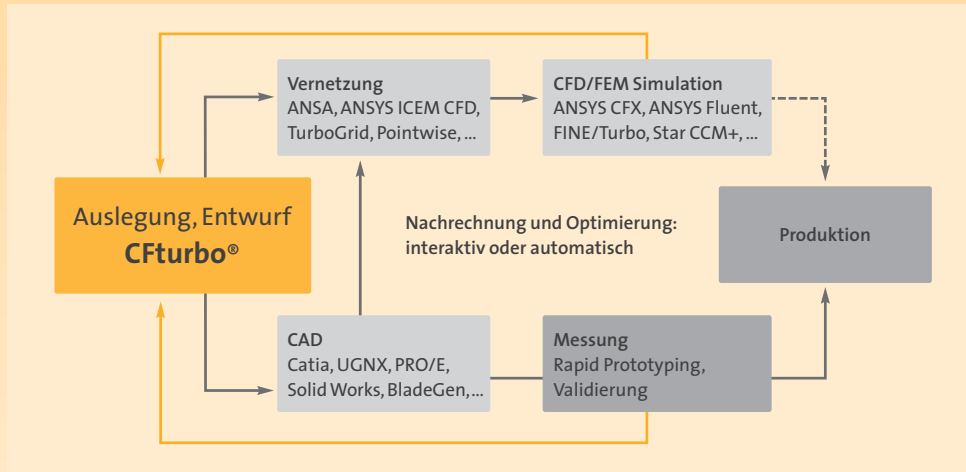 Vernetzung
ANSA, ANSYS ICEM CFD,
TurboGrid, Pointwise, ...
CFD/FEM Simulation
ANSYS CFX, ANSYS Fluent,
FINE/Turbo, Star CCM+, ...
Auslegung, Entwurf
CFturbo®
Nachrechnung und Optimierung:
interaktiv oder automatisch
Produktion
CAD
Catia, UGNX, PRO/E,
Solid Works, BladeGen, ...
Messung
Rapid Prototyping,
Validierung